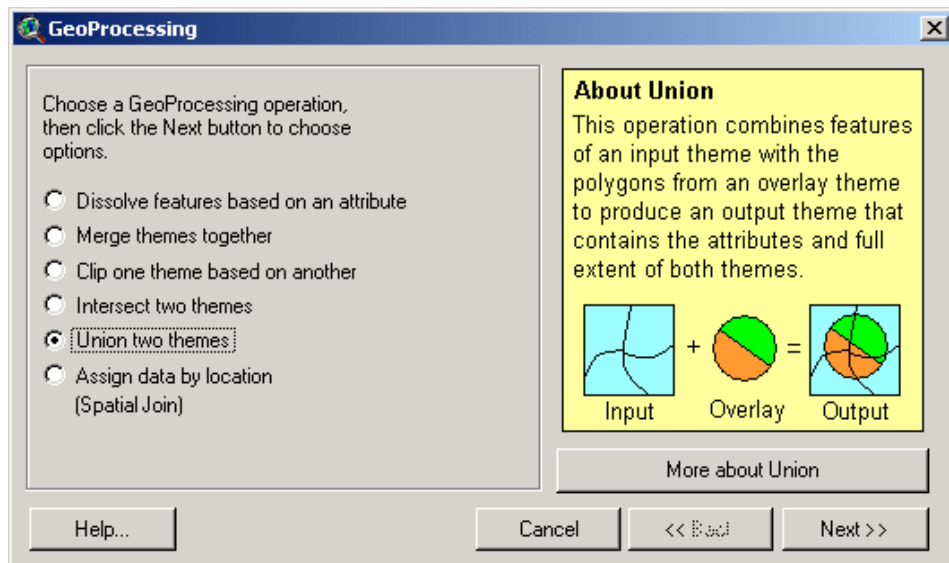 GeoProcessing
Choose a GeoProcessing operation,
then click the Next button to choose
options.
Dissolve features based on an attribute
Merge themes together
Clip one theme based on another
Intersect two themes
Union two themes
Assign data by location
(Spatial Join)
About Union
This operation combines features
of an input theme with the
polygons from an overlay theme
to produce an output theme that
contains the attributes and full
extent of both themes.
+ =
Input Overlay Output
More about Union
Help... Cancel << Back Next >>